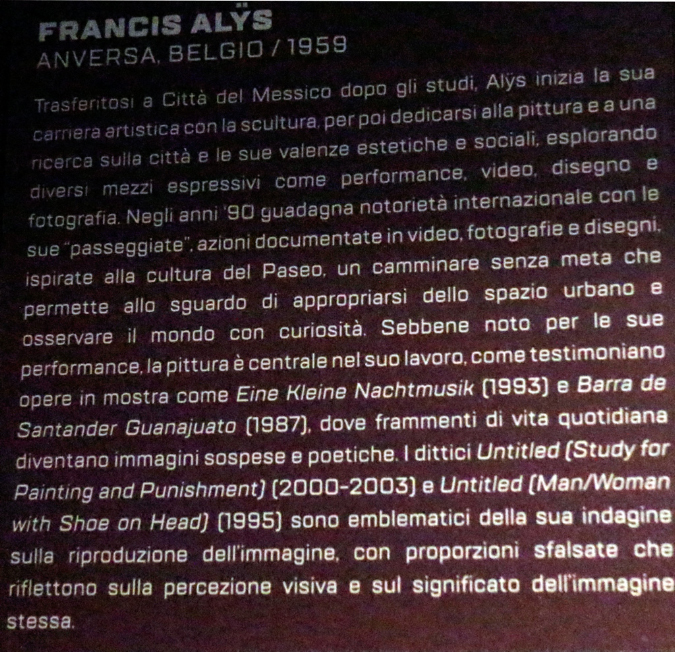 FRANCIS ALŸS
ANVERSA, BELGIO / 1959
Trasferitosi a Città del Messico dopo gli studi, Alÿs inizia la sua
carriera artistica con la scultura, per poi dedicarsi alla pittura e a una
ricerca sulla città e le sue valenze estetiche e sociali, esplorando
diversi mezzi espressivi come performance, video, disegno e
fotografia. Negli anni '90 guadagna notorietà internazionale con le
sue "passeggiate", azioni documentate in video, fotografie e disegni,
ispirate alla cultura del Paseo, un camminare senza meta che
permette allo sguardo di appropriarsi dello spazio urbano e
osservare il mondo con curiosità. Sebbene noto per le sue
performance, la pittura è centrale nel suo lavoro, come testimoniano
opere in mostra come Eine Kleine Nachtmusik (1993) e Barra de
Santander Guanajuato (1987), dove frammenti di vita quotidiana
diventano immagini sospese e poetiche. I dittici Untitled (Study for
Painting and Punishment) (2000-2003) e Untitled (Man/Woman
with Shoe on Head) (1995) sono emblematici della sua indagine
sulla riproduzione dell'immagine, con proporzioni sfalsate che
riflettono sulla percezione visiva e sul significato dell'immagine
stessa.